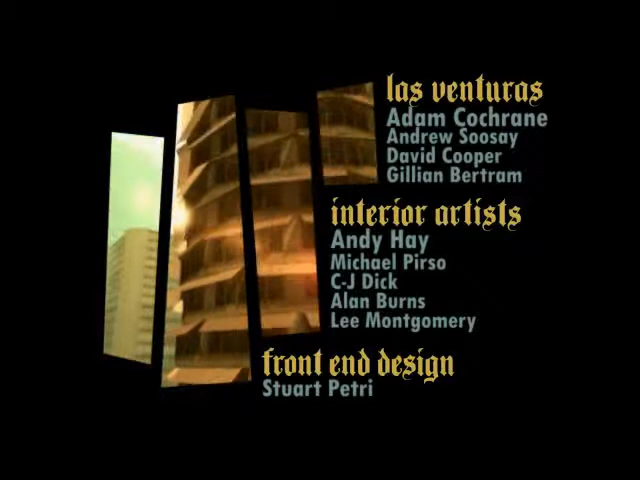 las venturas
Adam Cochrane
Andrew Soosay
David Cooper
Gillian Bertram
interior artists
Andy Hay
Michael Pirso
C-J Dick
Alan Burns
Lee Montgomery
front end design
Stuart Petri